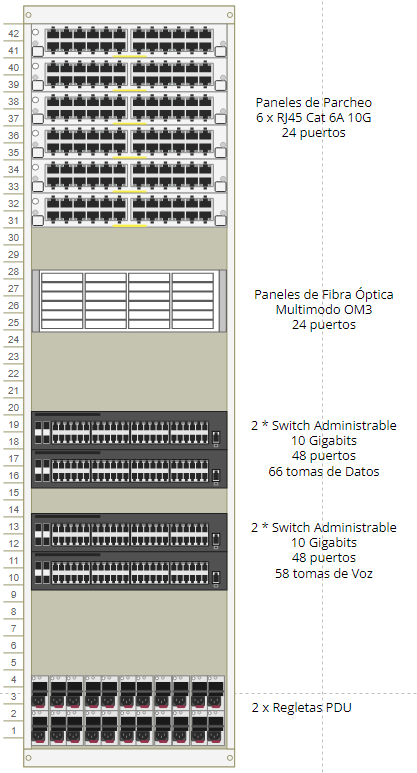 42
41
40
39
38
37
36
35
34
33
32
31
30
29
28
27
26
25
24
23
22
21
20
19
18
17
16
15
14
13
12
11
10
9
8
7
6
5
4
3
2
1
Paneles de Parcheo
6 x RJ45 Cat 6A 10G
24 puertos
Paneles de Fibra Óptica
Multimodo OM3
24 puertos
2 * Switch Administrable
10 Gigabits
48 puertos
66 tomas de Datos
2 * Switch Administrable
10 Gigabits
48 puertos
58 tomas de Voz
2 x Regletas PDU